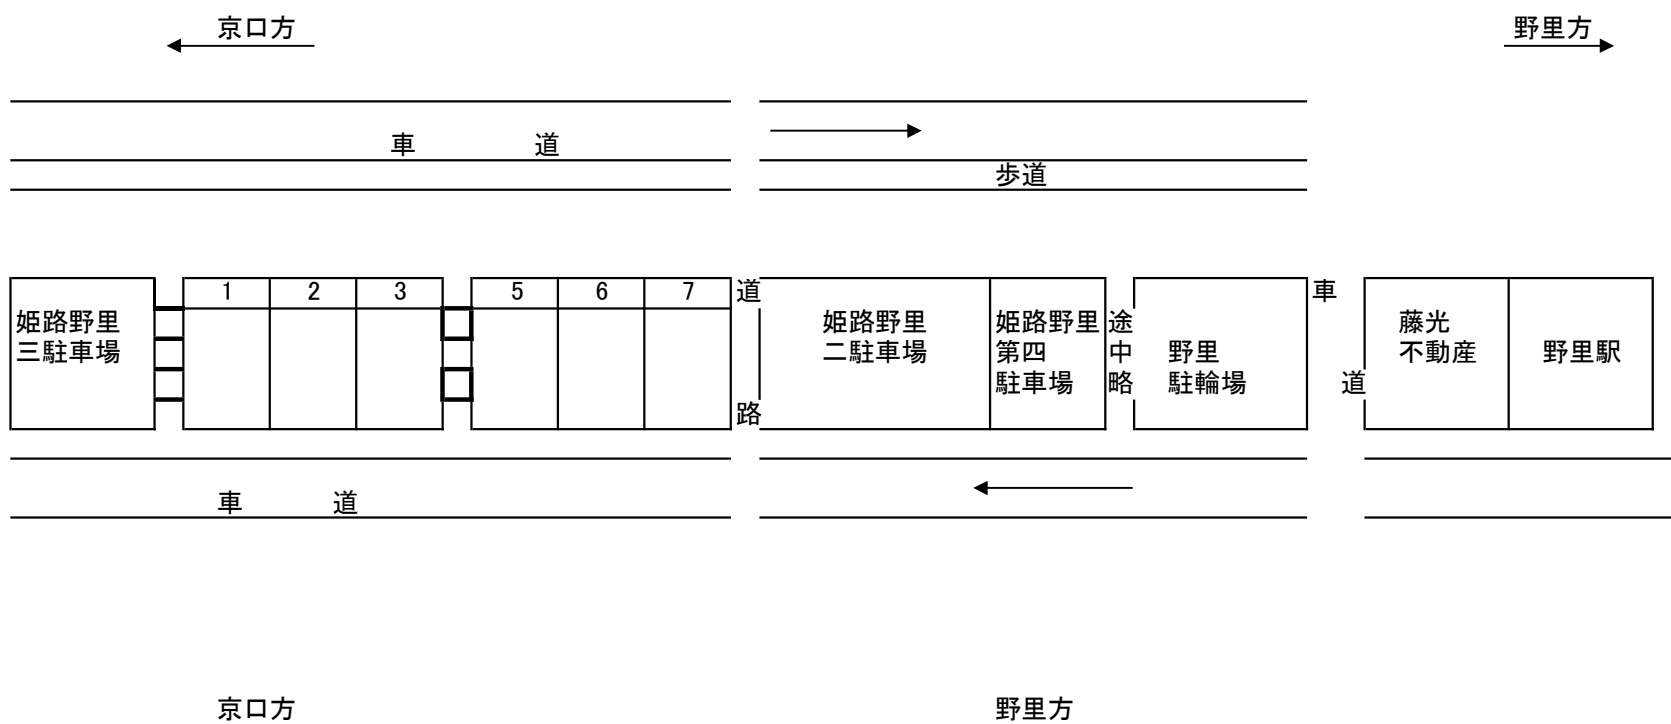 京口方
野里方
車 道
歩道
1 2 3 5 6 7
道路
姫路野里
三駐車場
姫路野里
二駐車場
姫路野里
第四
駐車場
途中略
野里
駐輪場
車道
藤光
不動産
野里駅
車 道
京口方
野里方